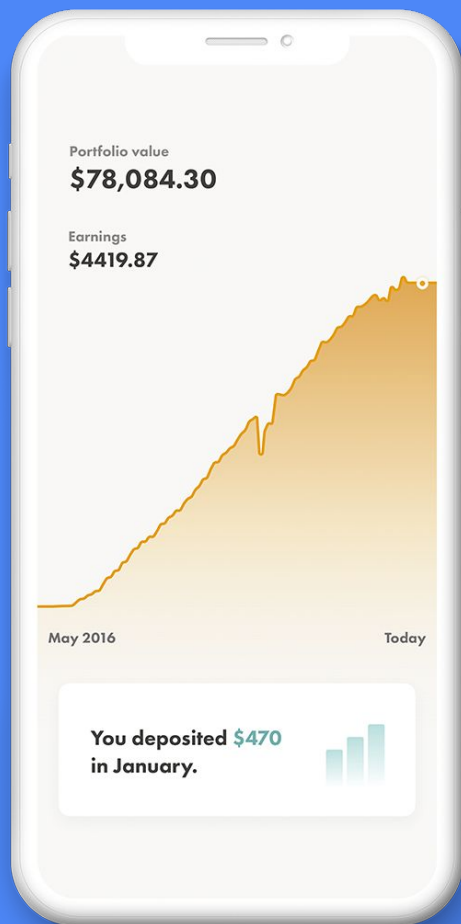 Portfolio value
$78,084.30
Earnings
$4419.87
May 2016
Today
You deposited $470
in January.